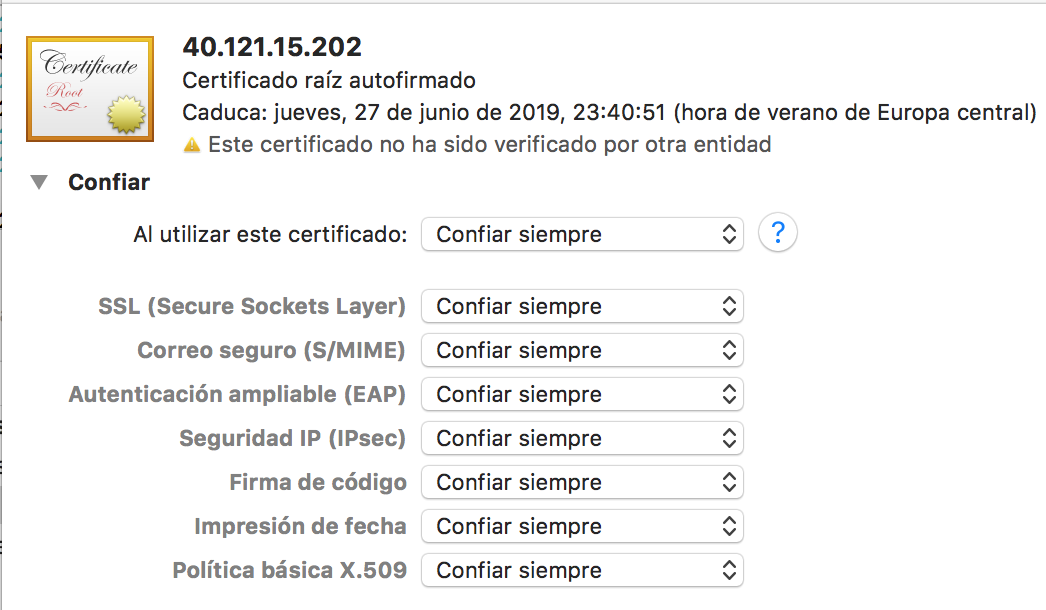 Certificate
Root
40.121.15.202
Certificado raíz autofirmado
Caduca: jueves, 27 de junio de 2019, 23:40:51 (hora de verano de Europa central)
Este certificado no ha sido verificado por otra entidad
Confiar
Al utilizar este certificado: Confiar siempre ?
SSL (Secure Sockets Layer) Confiar siempre
Correo seguro (S/MIME) Confiar siempre
Autenticación ampliable (EAP) Confiar siempre
Seguridad IP (IPsec) Confiar siempre
Firma de código Confiar siempre
Impresión de fecha Confiar siempre
Política básica X.509 Confiar siempre